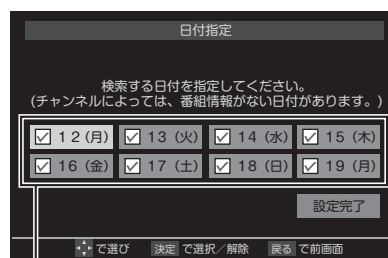 日付指定
検索する日付を指定してください。
(チャンネルによっては、番組情報がない日付があります。)
12(月) 13(火) 14(水) 15(木)
16(金) 17(土) 18(日) 19(月)
設定完了
で選び 決定 で選択/解除 戻る で前画面